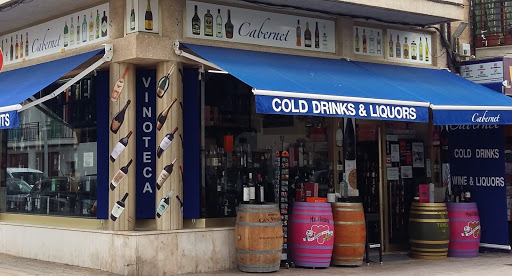 Cabernet
Cabernet
VINOTECA
COLD DRINKS & LIQUORS
Cabernet
Cabernet
COLD DRINKS
&
WINE & LIQUORS